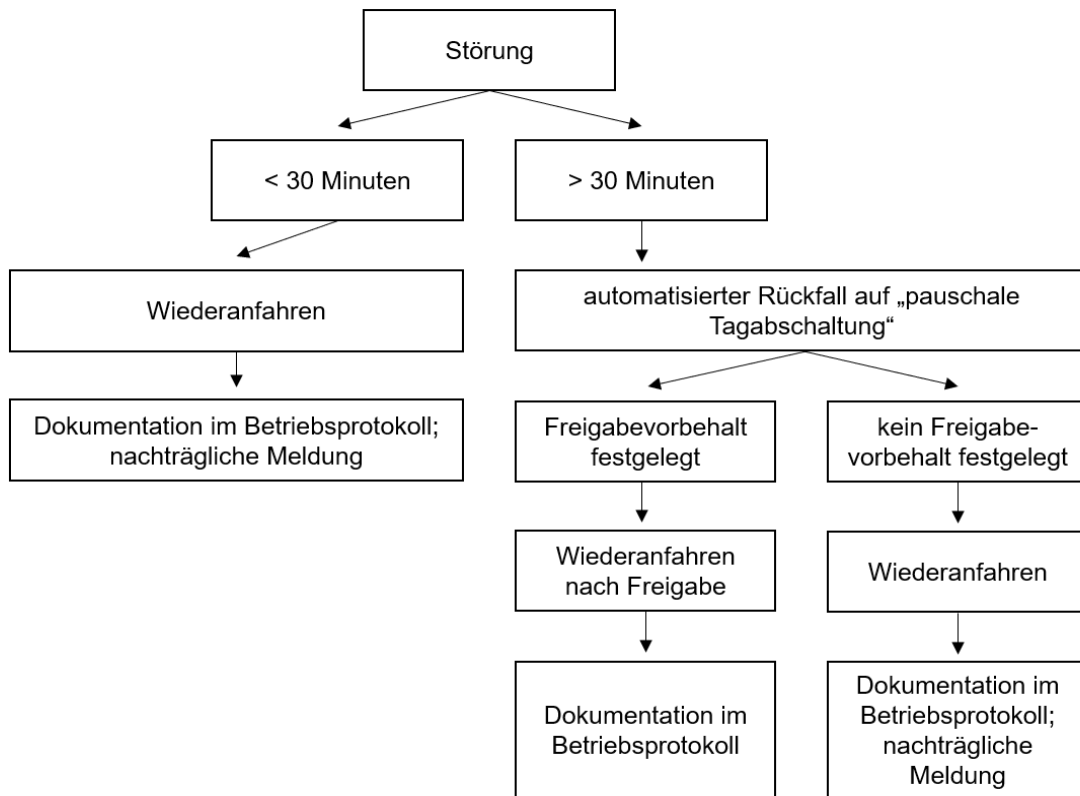 Störung
< 30 Minuten
> 30 Minuten
Wiederanfahren
automatisierter Rückfall auf „pauschale
Tagabschaltung“
Dokumentation im Betriebsprotokoll;
nachträgliche Meldung
Freigabevorbehalt
festgelegt
kein Freigabe-
vorbehalt festgelegt
Wiederanfahren
nach Freigabe
Wiederanfahren
Dokumentation im
Betriebsprotokoll
Dokumentation im
Betriebsprotokoll;
nachträgliche
Meldung